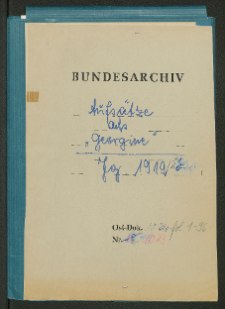 BUNDESARCHIV
Aufsätze
aus
"Georgine"
Jg. 1919
Ost-Dok.
Nr.